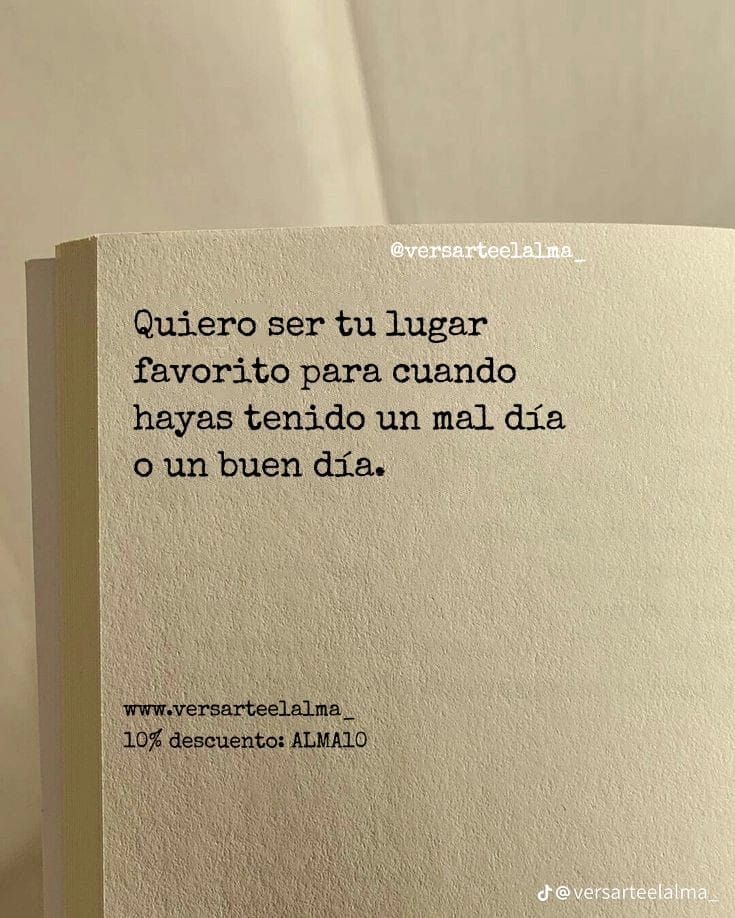 @versarteelalma_
Quiero ser tu lugar
favorito para cuando
hayas tenido un mal día
o un buen día.
www.versarteelalma_
10% descuento: ALMA10
@versarteelalma_